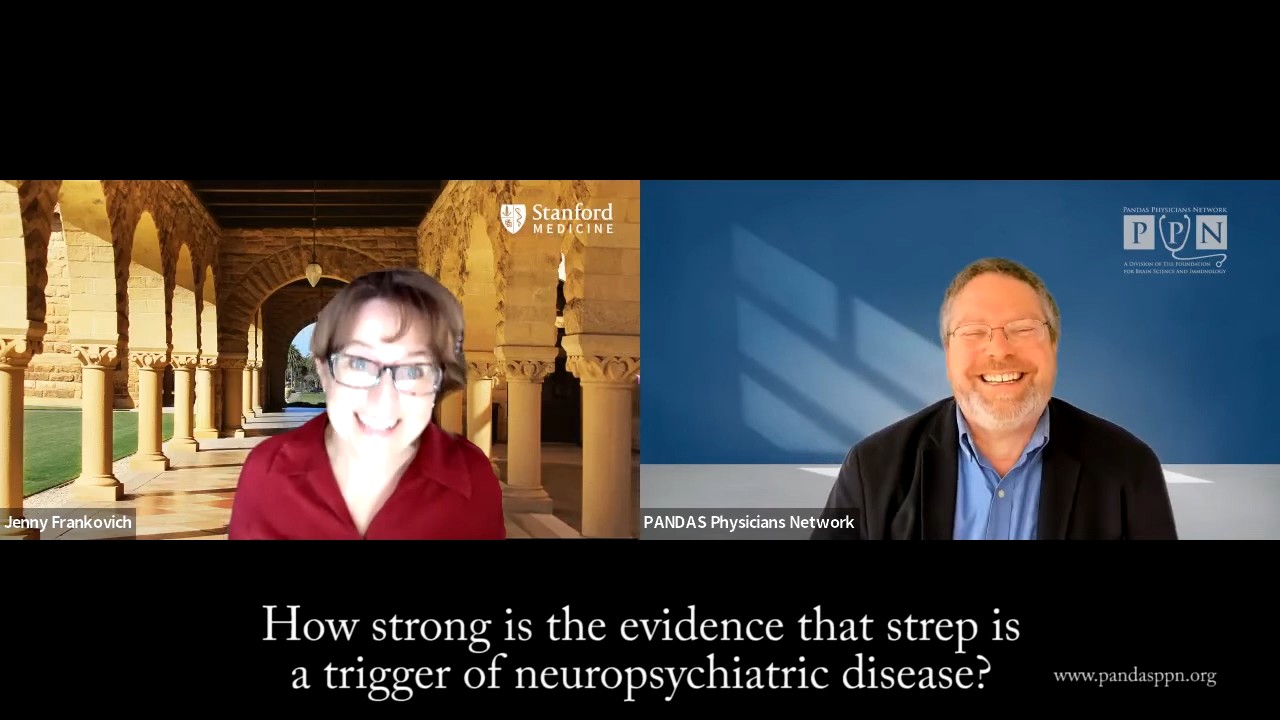 Stanford
MEDICINE
PANDAS PHYSICIANS NETWORK
PPN
A DIVISION OF THE FOUNDATION
FOR BRAIN SCIENCE AND IMMUNOLOGY
Jenny Frankovich
PANDAS Physicians Network
How strong is the evidence that strep is
a trigger of neuropsychiatric disease?
www.pandasppn.org